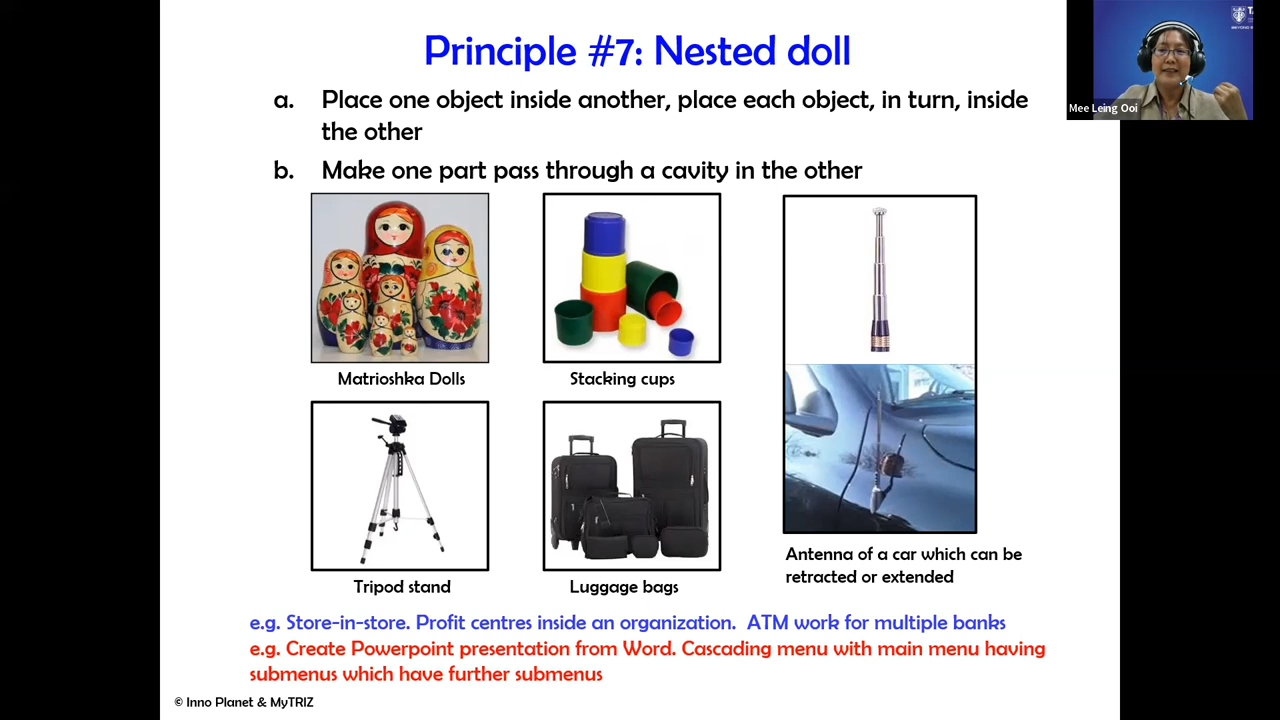 Principle #7: Nested doll
a. Place one object inside another, place each object, in turn, inside
the other
b. Make one part pass through a cavity in the other
Matrioshka Dolls
Stacking cups
Tripod stand
Luggage bags
Antenna of a car which can be
retracted or extended
e.g. Store-in-store. Profit centres inside an organization. ATM work for multiple banks
e.g. Create Powerpoint presentation from Word. Cascading menu with main menu having
submenus which have further submenus
© Inno Planet & MyTRIZ
Mee Leing Ooi